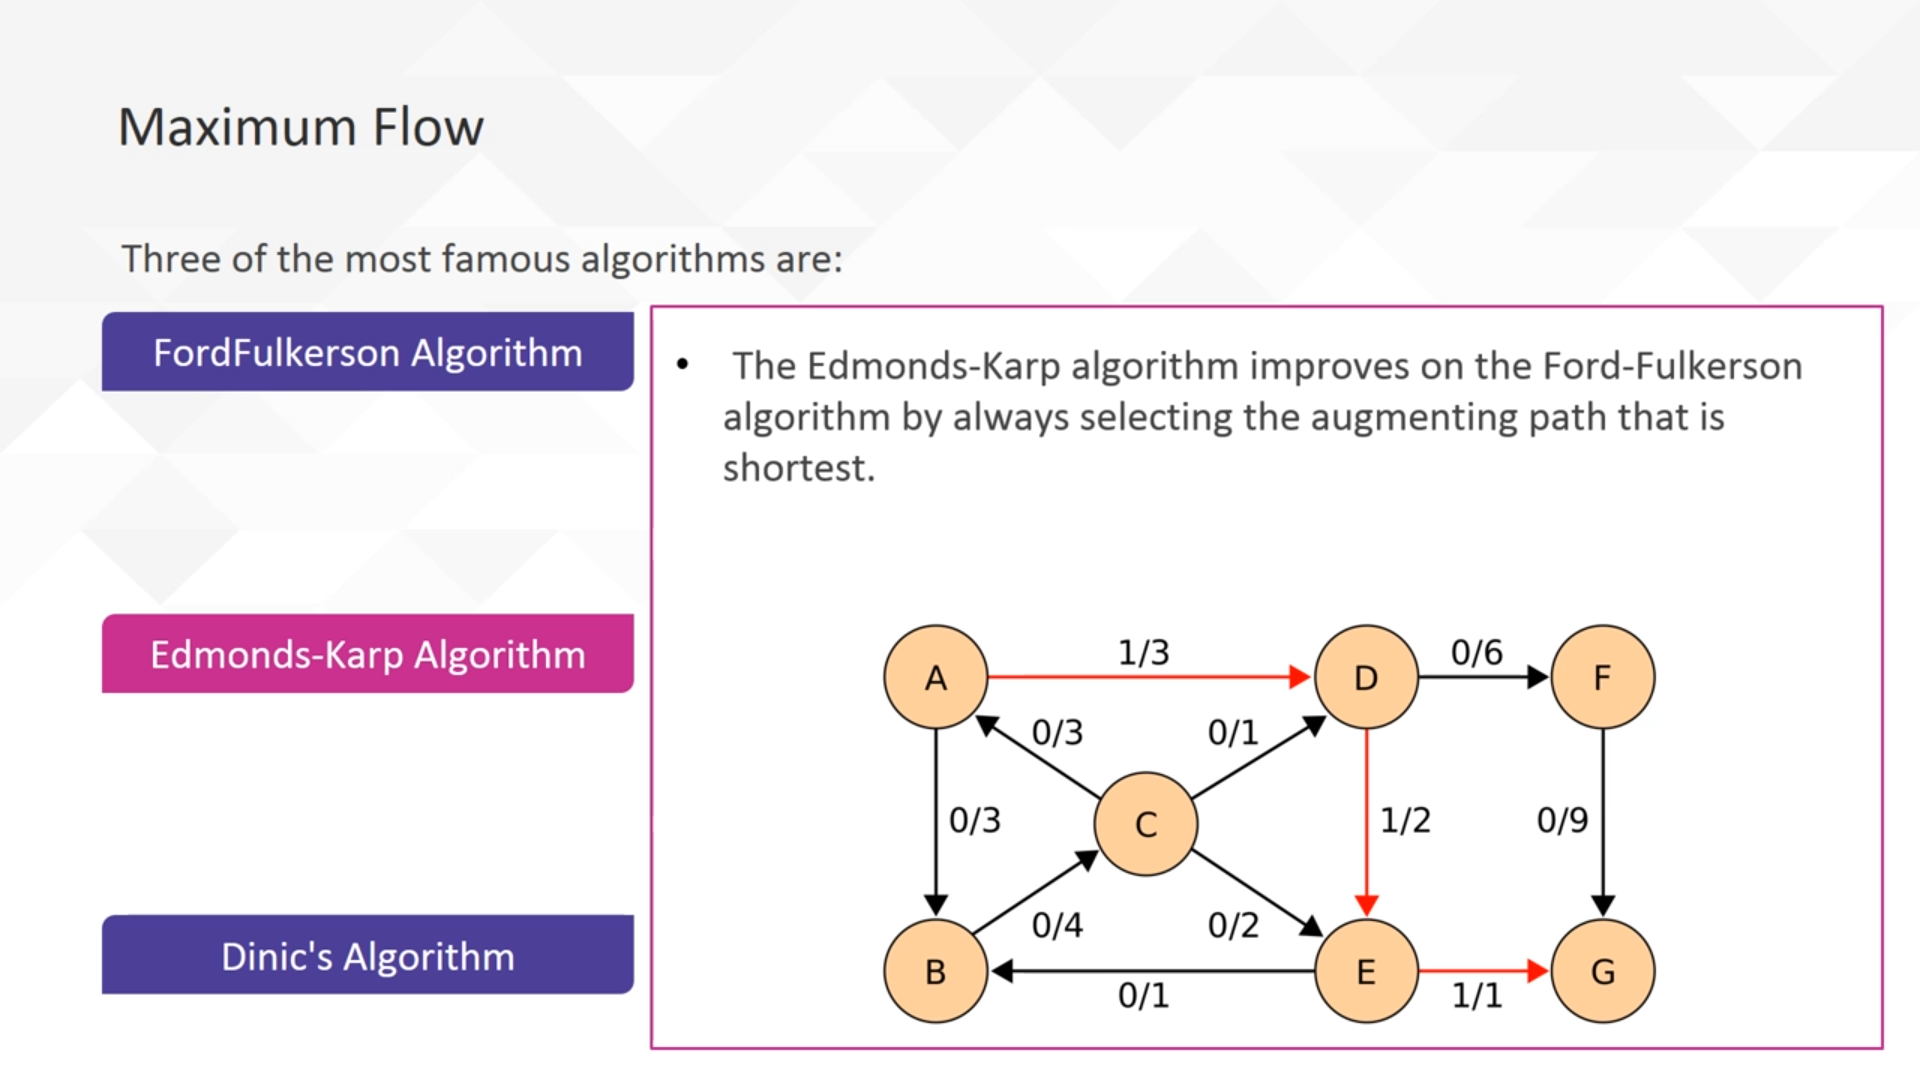 Maximum Flow
Three of the most famous algorithms are:
FordFulkerson Algorithm
Edmonds-Karp Algorithm
Dinic's Algorithm
• The Edmonds-Karp algorithm improves on the Ford-Fulkerson
algorithm by always selecting the augmenting path that is
shortest.
A 1/3 D 0/6 F
0/3 0/1
0/3 C 1/2 0/9
0/4 0/2
B 0/1 E 1/1 G